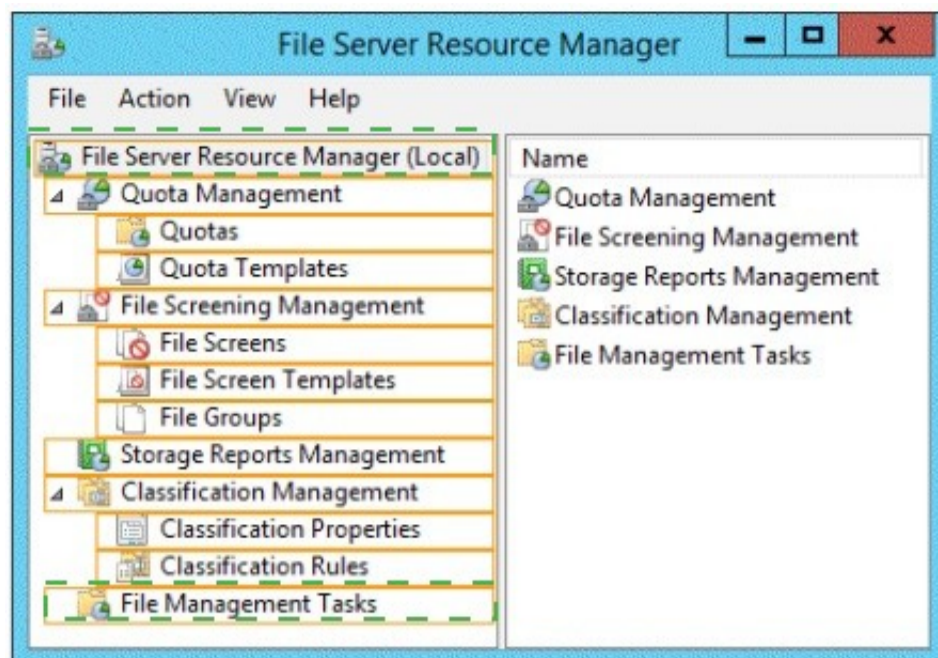 File Server Resource Manager
File Action View Help
File Server Resource Manager (Local)
Quota Management
Quotas
Quota Templates
File Screening Management
File Screens
File Screen Templates
File Groups
Storage Reports Management
Classification Management
Classification Properties
Classification Rules
File Management Tasks
Name
Quota Management
File Screening Management
Storage Reports Management
Classification Management
File Management Tasks